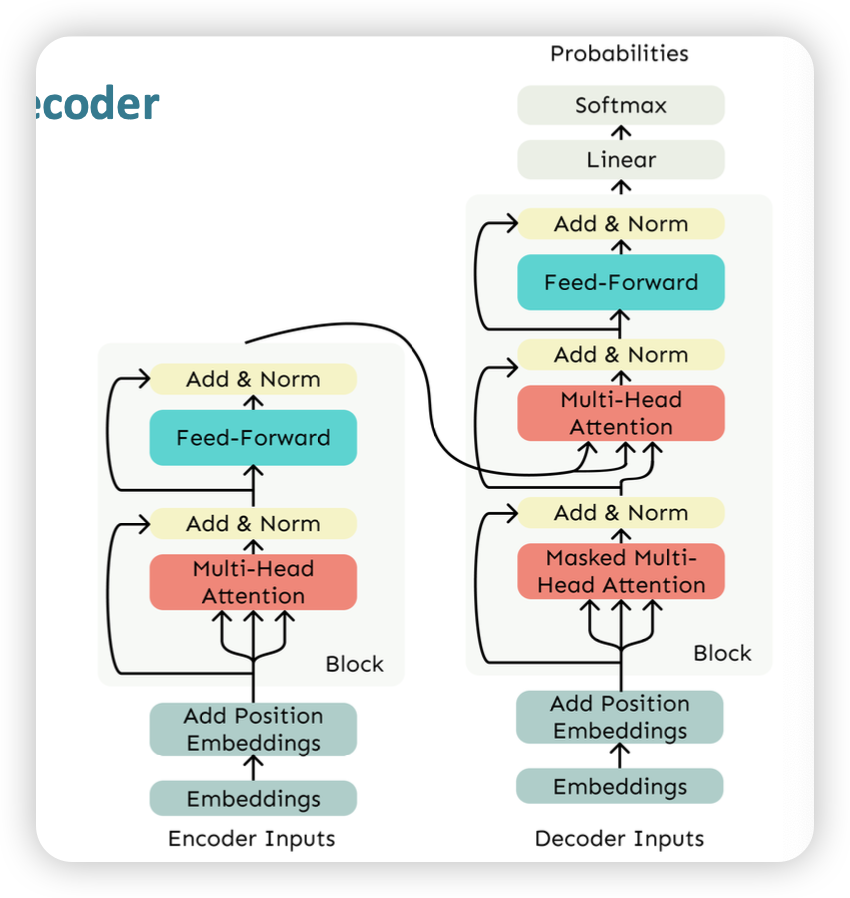 ecoder
Probabilities
Softmax
Linear
Add & Norm
Feed-Forward
Add & Norm
Multi-Head
Attention
Add & Norm
Masked Multi-
Head Attention
Block
Add Position
Embeddings
Embeddings
Decoder Inputs
Add & Norm
Feed-Forward
Add & Norm
Multi-Head
Attention
Block
Add Position
Embeddings
Embeddings
Encoder Inputs